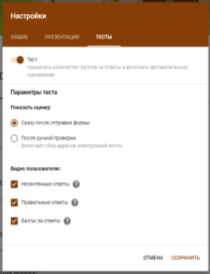 Настройки
ОБЩИЕ ПРЕЗЕНТАЦИЯ ТЕСТЫ
Тест
Назначать количество баллов за ответы и включить автоматическое
оценивание.
Параметры теста
Показать оценку:
Сразу после отправки формы
После ручной проверки
Включает сбор адресов электронной почты
Видно пользователю:
Незачтенные ответы
Правильные ответы
Баллы за ответы
ОТМЕНА СОХРАНИТЬ